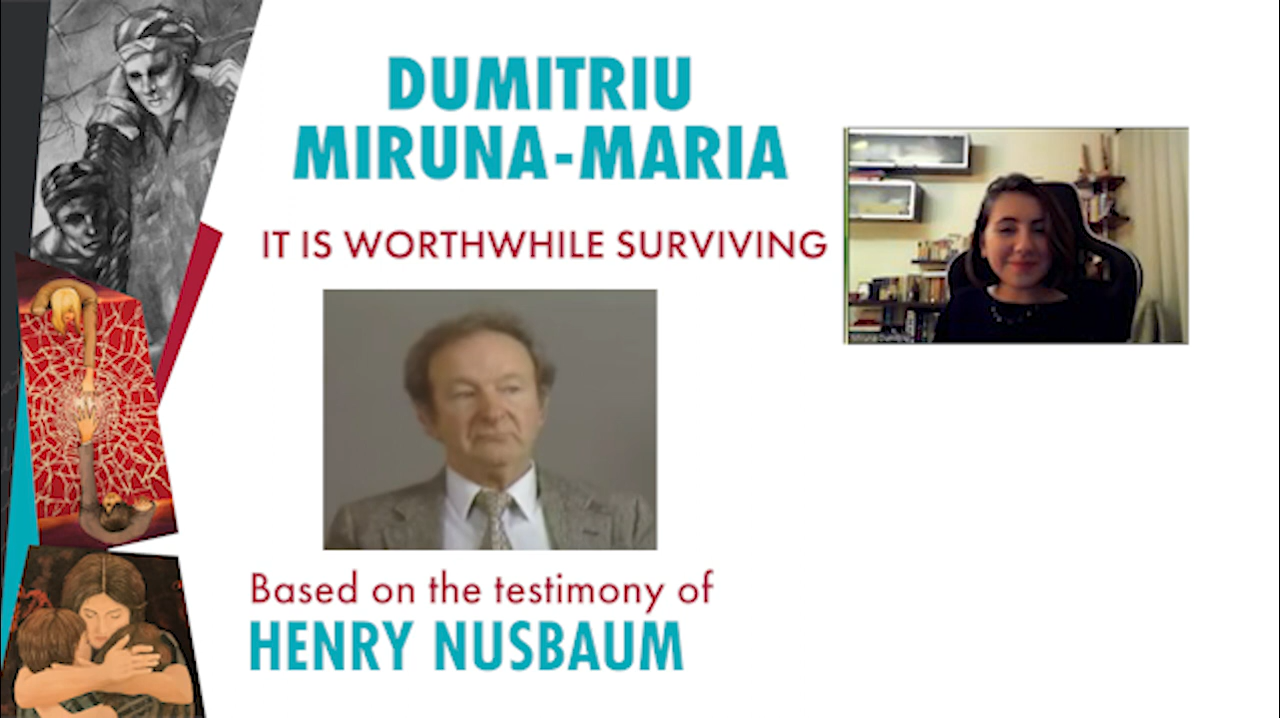 DUMITRIU
MIRUNA-MARIA
IT IS WORTHWHILE SURVIVING
Based on the testimony of
HENRY NUSBAUM